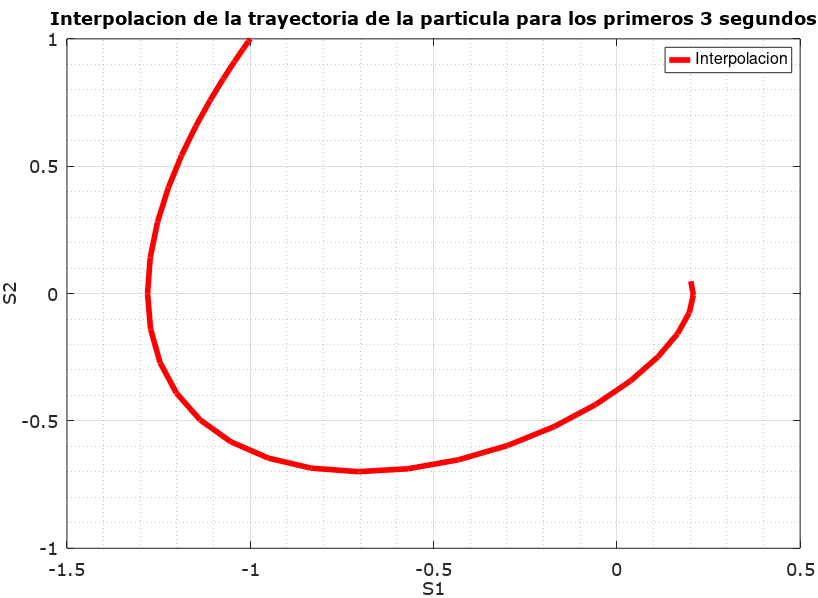 Interpolacion de la trayectoria de la particula para los primeros 3 segundos
Interpolacion
1
0.5
0
-0.5
-1
S2
-1.5
-1
-0.5
0
0.5
S1